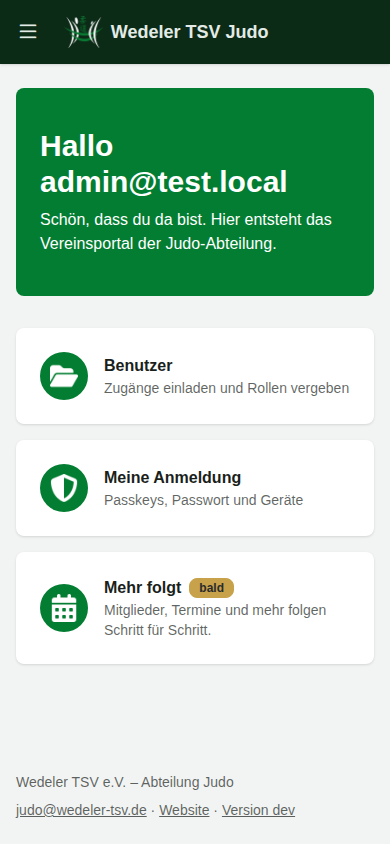 Wedeler TSV Judo
Hallo
admin@test.local
Schön, dass du da bist. Hier entsteht das
Vereinsportal der Judo-Abteilung.
Benutzer
Zugänge einladen und Rollen vergeben
Meine Anmeldung
Passkeys, Passwort und Geräte
Mehr folgt bald
Mitglieder, Termine und mehr folgen
Schritt für Schritt.
Wedeler TSV e.V. – Abteilung Judo
judo@wedeler-tsv.de · Website · Version dev